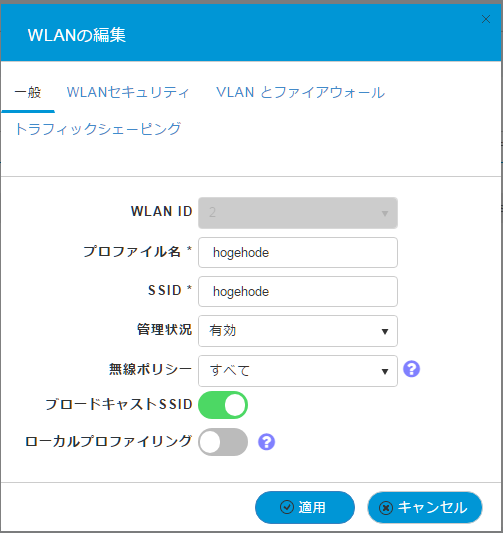 WLANの編集
一般 WLANセキュリティ VLAN とファイアウォール
トラフィックシェーピング
WLAN ID 2
プロファイル名 * hogehode
SSID * hogehode
管理状況 有効
無線ポリシー すべて ?
ブロードキャストSSID
ローカルプロファイリング ?
適用 キャンセル